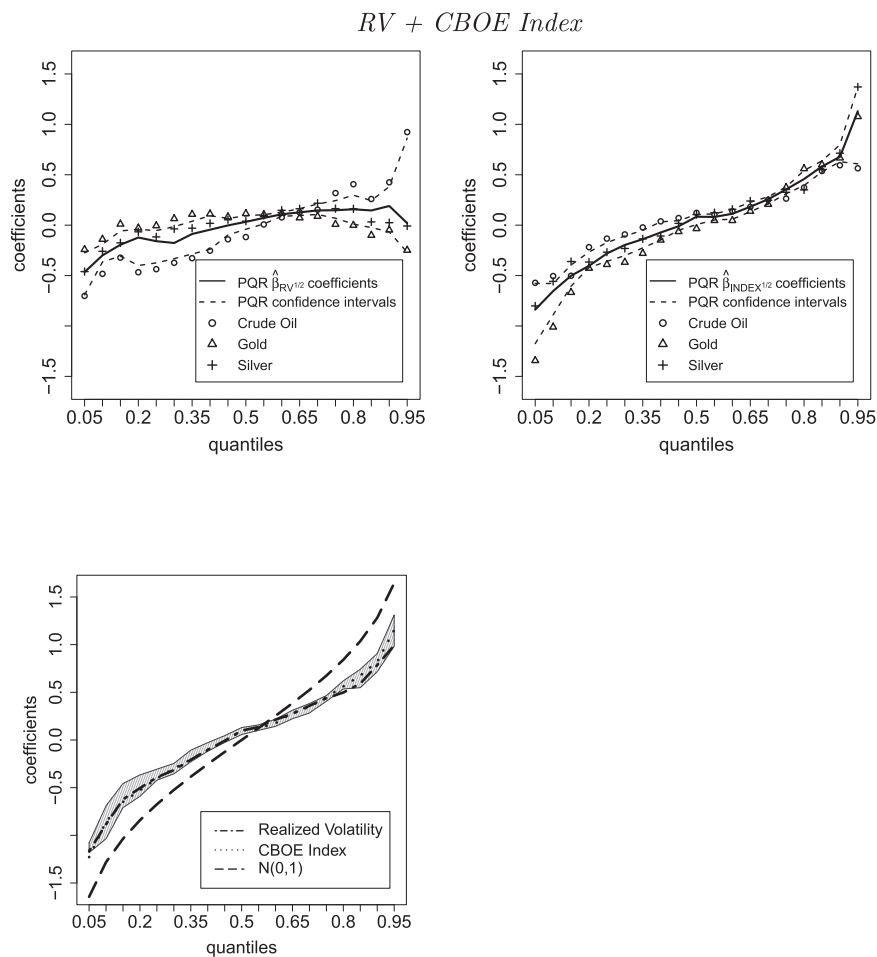 RV + CBOE Index
coefficients
1.5
1.0
0.5
0.0
−0.5
−1.5
PQR β̂RV1/2 coefficients
PQR confidence intervals
Crude Oil
Gold
Silver
0.05 0.2 0.35 0.5 0.65 0.8 0.95
quantiles
coefficients
1.5
1.0
0.5
0.0
−0.5
−1.5
PQR β̂INDEX1/2 coefficients
PQR confidence intervals
Crude Oil
Gold
Silver
0.05 0.2 0.35 0.5 0.65 0.8 0.95
quantiles
coefficients
1.5
1.0
0.5
0.0
−0.5
−1.5
Realized Volatility
CBOE Index
N(0,1)
0.05 0.2 0.35 0.5 0.65 0.8 0.95
quantiles